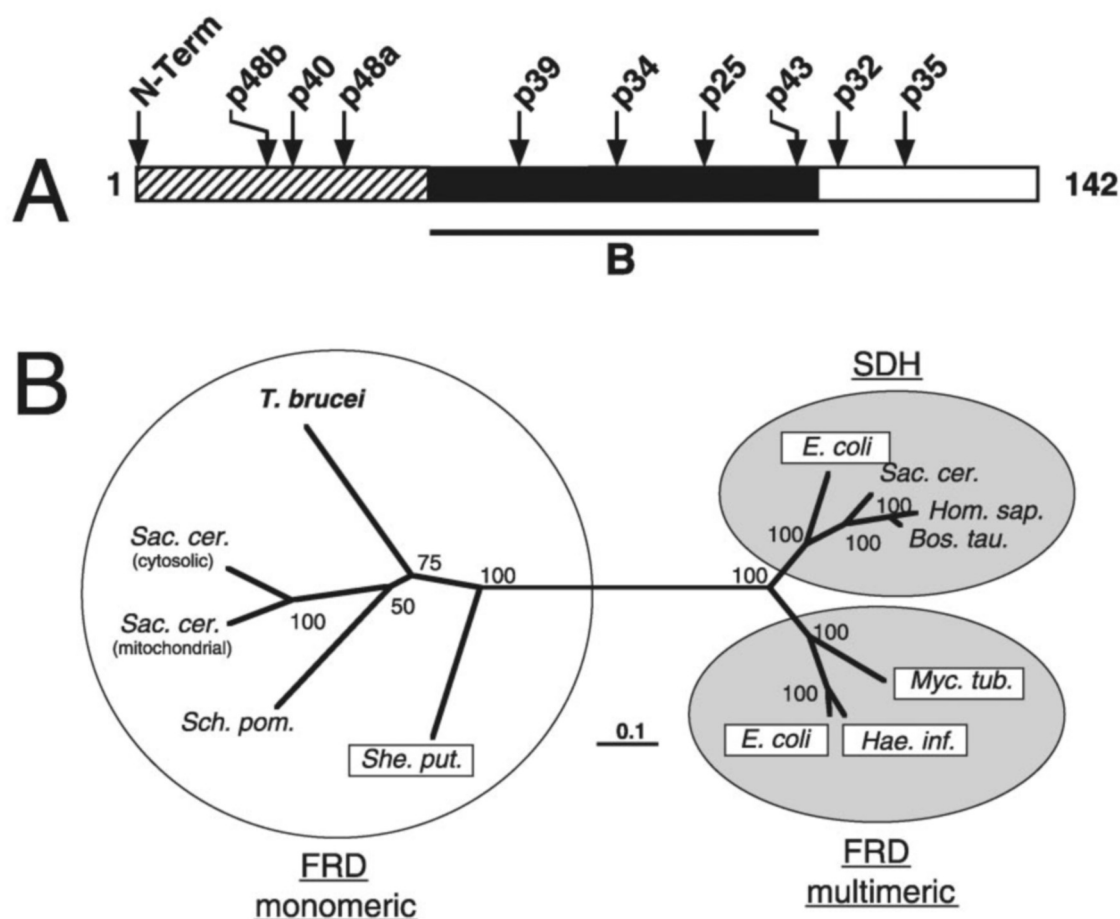 A
N-Term
p48b
p40
p48a
p39
p34
p25
p43
p32
p35
1
142
B
B
T. brucei
Sac. cer.
(cytosolic)
Sac. cer.
(mitochondrial)
Sch. pom.
She. put.
75
50
100
100
FRD
monomeric
0.1
SDH
E. coli
Sac. cer.
Hom. sap.
Bos. tau.
100
100
100
100
100
100
Myc. tub.
E. coli
Hae. inf.
FRD
multimeric